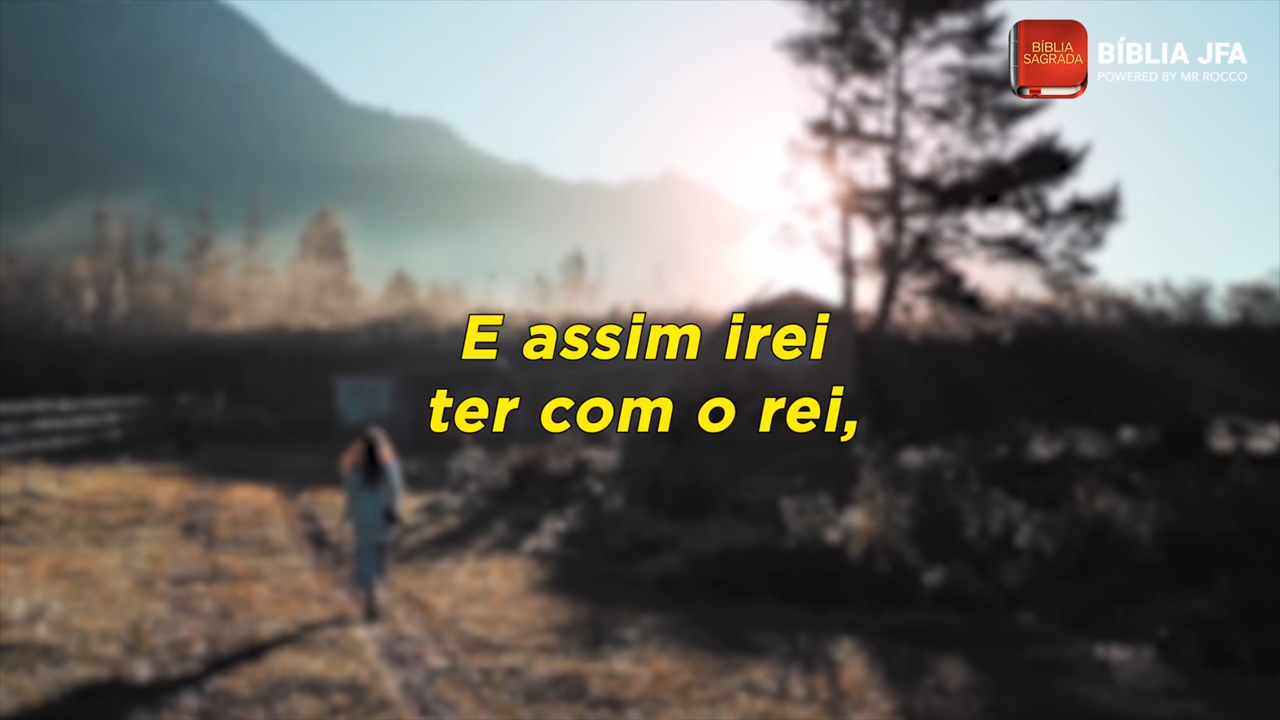 BÍBLIA
SAGRADA
BÍBLIA JFA
POWERED BY MR ROCCO
E assim irei
ter com o rei,